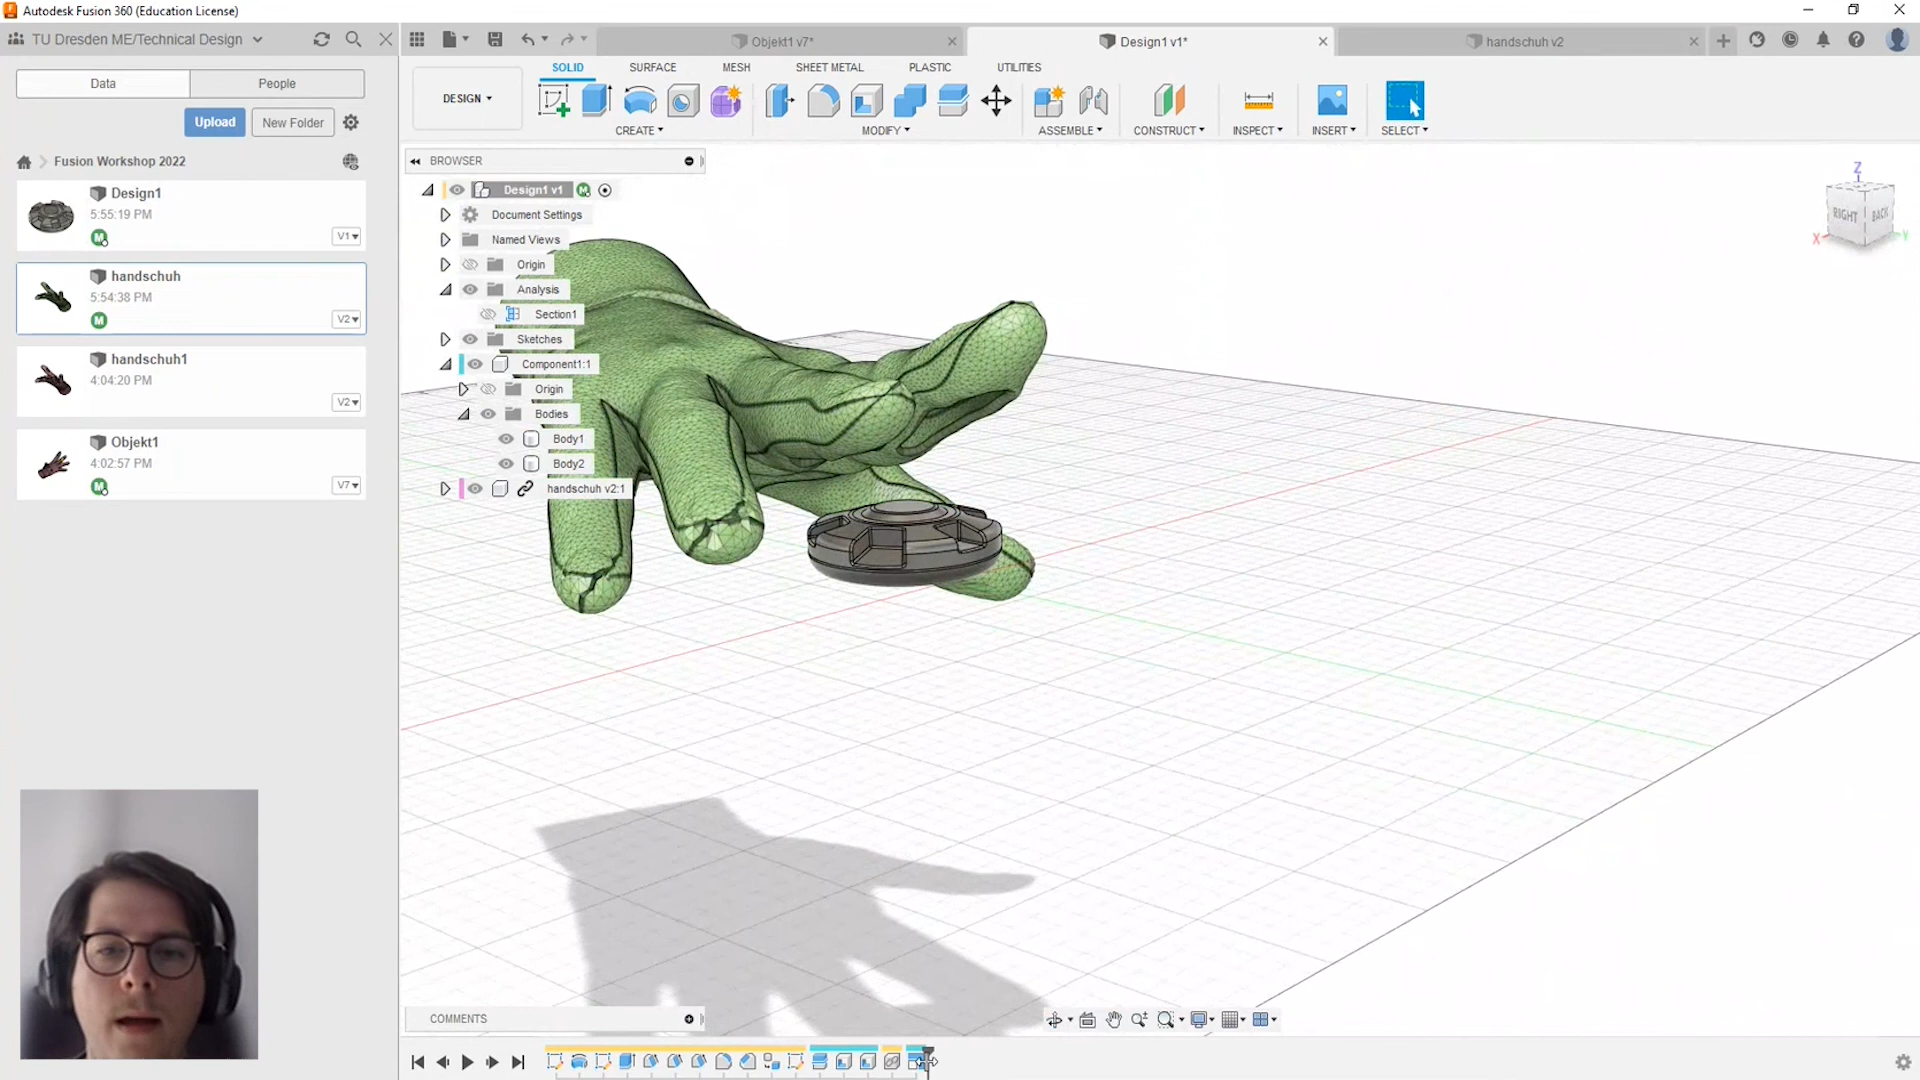 Autodesk Fusion 360 (Education License)
TU Dresden ME/Technical Design
Objekt1 v7*
Design1 v1*
handschuh v2
Data
People
Upload
New Folder
Fusion Workshop 2022
Design1
5:55:19 PM
M
V1
handschuh
5:54:38 PM
M
V2
handschuh1
4:04:20 PM
V2
Objekt1
4:02:57 PM
M
V7
SOLID
SURFACE
MESH
SHEET METAL
PLASTIC
UTILITIES
DESIGN
CREATE
MODIFY
ASSEMBLE
CONSTRUCT
INSPECT
INSERT
SELECT
BROWSER
Design1 v1
M
Document Settings
Named Views
Origin
Analysis
Section1
Sketches
Component1:1
Origin
Bodies
Body1
Body2
handschuh v2:1
Z
RIGHT
BACK
X
Y
COMMENTS